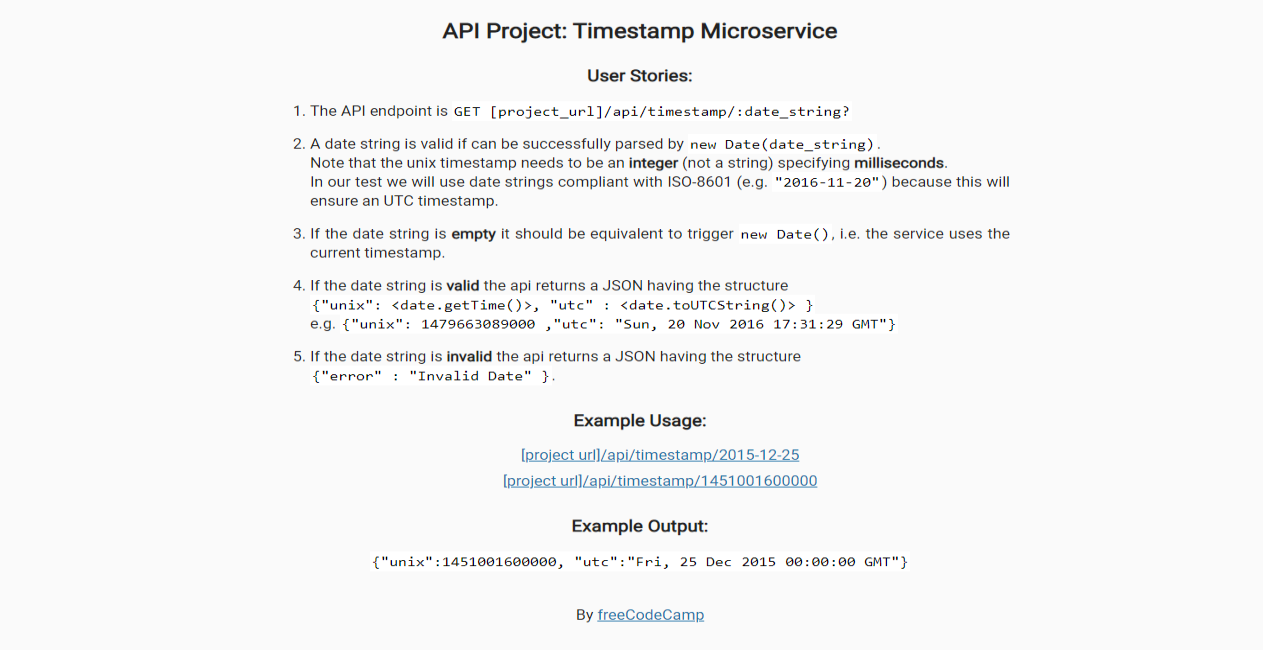 API Project: Timestamp Microservice
User Stories:
1. The API endpoint is GET [project_url]/api/timestamp/:date_string?
2. A date string is valid if can be successfully parsed by new Date(date_string).
Note that the unix timestamp needs to be an integer (not a string) specifying milliseconds.
In our test we will use date strings compliant with ISO-8601 (e.g. "2016-11-20") because this will
ensure an UTC timestamp.
3. If the date string is empty it should be equivalent to trigger new Date(), i.e. the service uses the
current timestamp.
4. If the date string is valid the api returns a JSON having the structure
{"unix": <date.getTime()>, "utc" : <date.toUTCString()> }
e.g. {"unix": 1479663089000 ,"utc": "Sun, 20 Nov 2016 17:31:29 GMT"}
5. If the date string is invalid the api returns a JSON having the structure
{"error" : "Invalid Date" }.
Example Usage:
[project url]/api/timestamp/2015-12-25
[project url]/api/timestamp/1451001600000
Example Output:
{"unix":1451001600000, "utc":"Fri, 25 Dec 2015 00:00:00 GMT"}
By freeCodeCamp